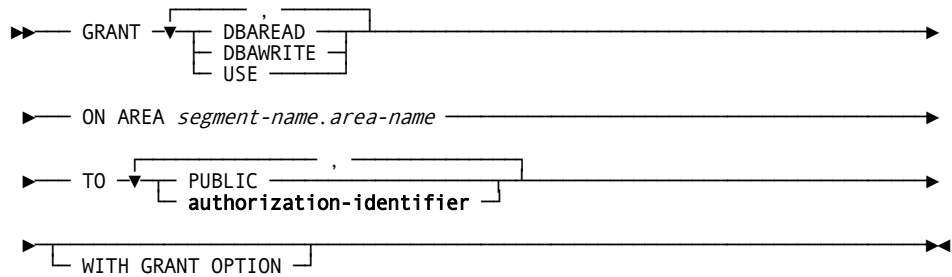 ,
GRANT DBAREAD
DBAWRITE
USE
ON AREA segment-name.area-name
,
TO PUBLIC
authorization-identifier
WITH GRANT OPTION